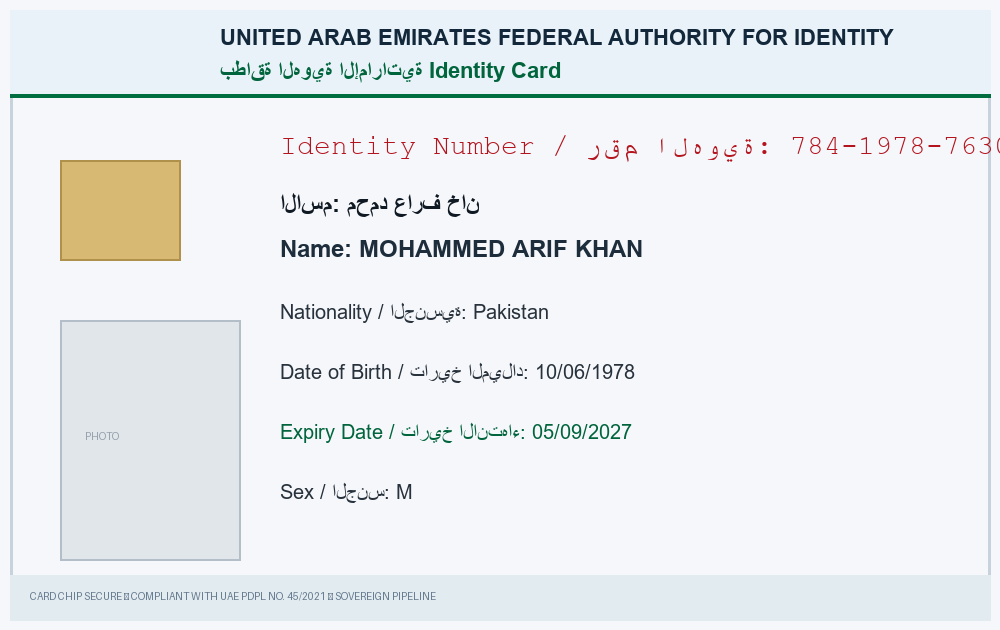 UNITED ARAB EMIRATES FEDERAL AUTHORITY FOR IDENTITY
بطاقة الهوية الإماراتية Identity Card
Identity Number / رقم الهوية: 784-1978-7630
الاسم: محمد عارف خان
Name: MOHAMMED ARIF KHAN
Nationality / الجنسية: Pakistan
Date of Birth / تاريخ الميلاد: 10/06/1978
Expiry Date / تاريخ الانتهاء: 05/09/2027
Sex / الجنس: M
PHOTO
CARD CHIP SECURE COMPLIANT WITH UAE PDPL NO. 45/2021 SOVEREIGN PIPELINE